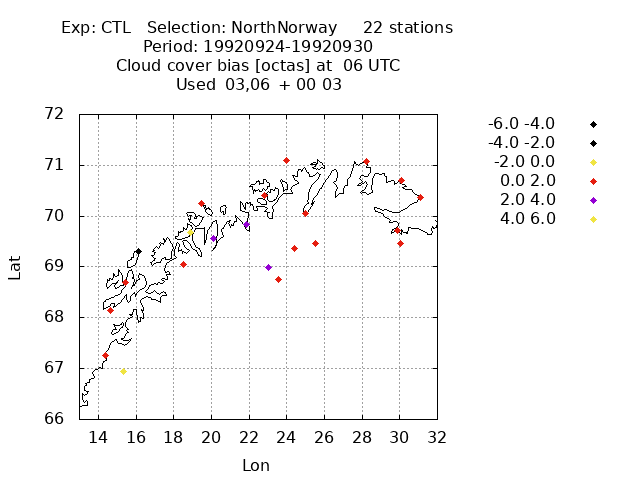 Exp: CTL   Selection: NorthNorway     22 stations
Period: 19920924-19920930
Cloud cover bias [octas] at  06 UTC
Used  03,06  + 00 03
-6.0 -4.0
-4.0 -2.0
-2.0 0.0
0.0 2.0
2.0 4.0
4.0 6.0
72
71
70
69
68
67
66
Lat
14 16 18 20 22 24 26 28 30 32
Lon